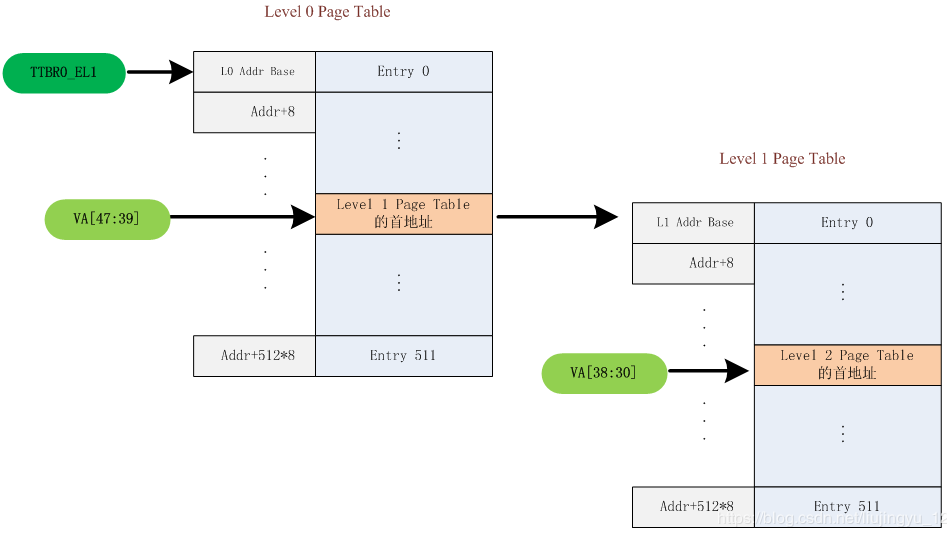 Level 0 Page Table
TTBR0_EL1
L0 Addr Base
Entry 0
Addr+8
VA[47:39]
Level 1 Page Table
的首地址
Addr+512*8
Entry 511
Level 1 Page Table
L1 Addr Base
Entry 0
Addr+8
VA[38:30]
Level 2 Page Table
的首地址
Addr+512*8
Entry 511
https://blog.csdn.net/liujingyu_12